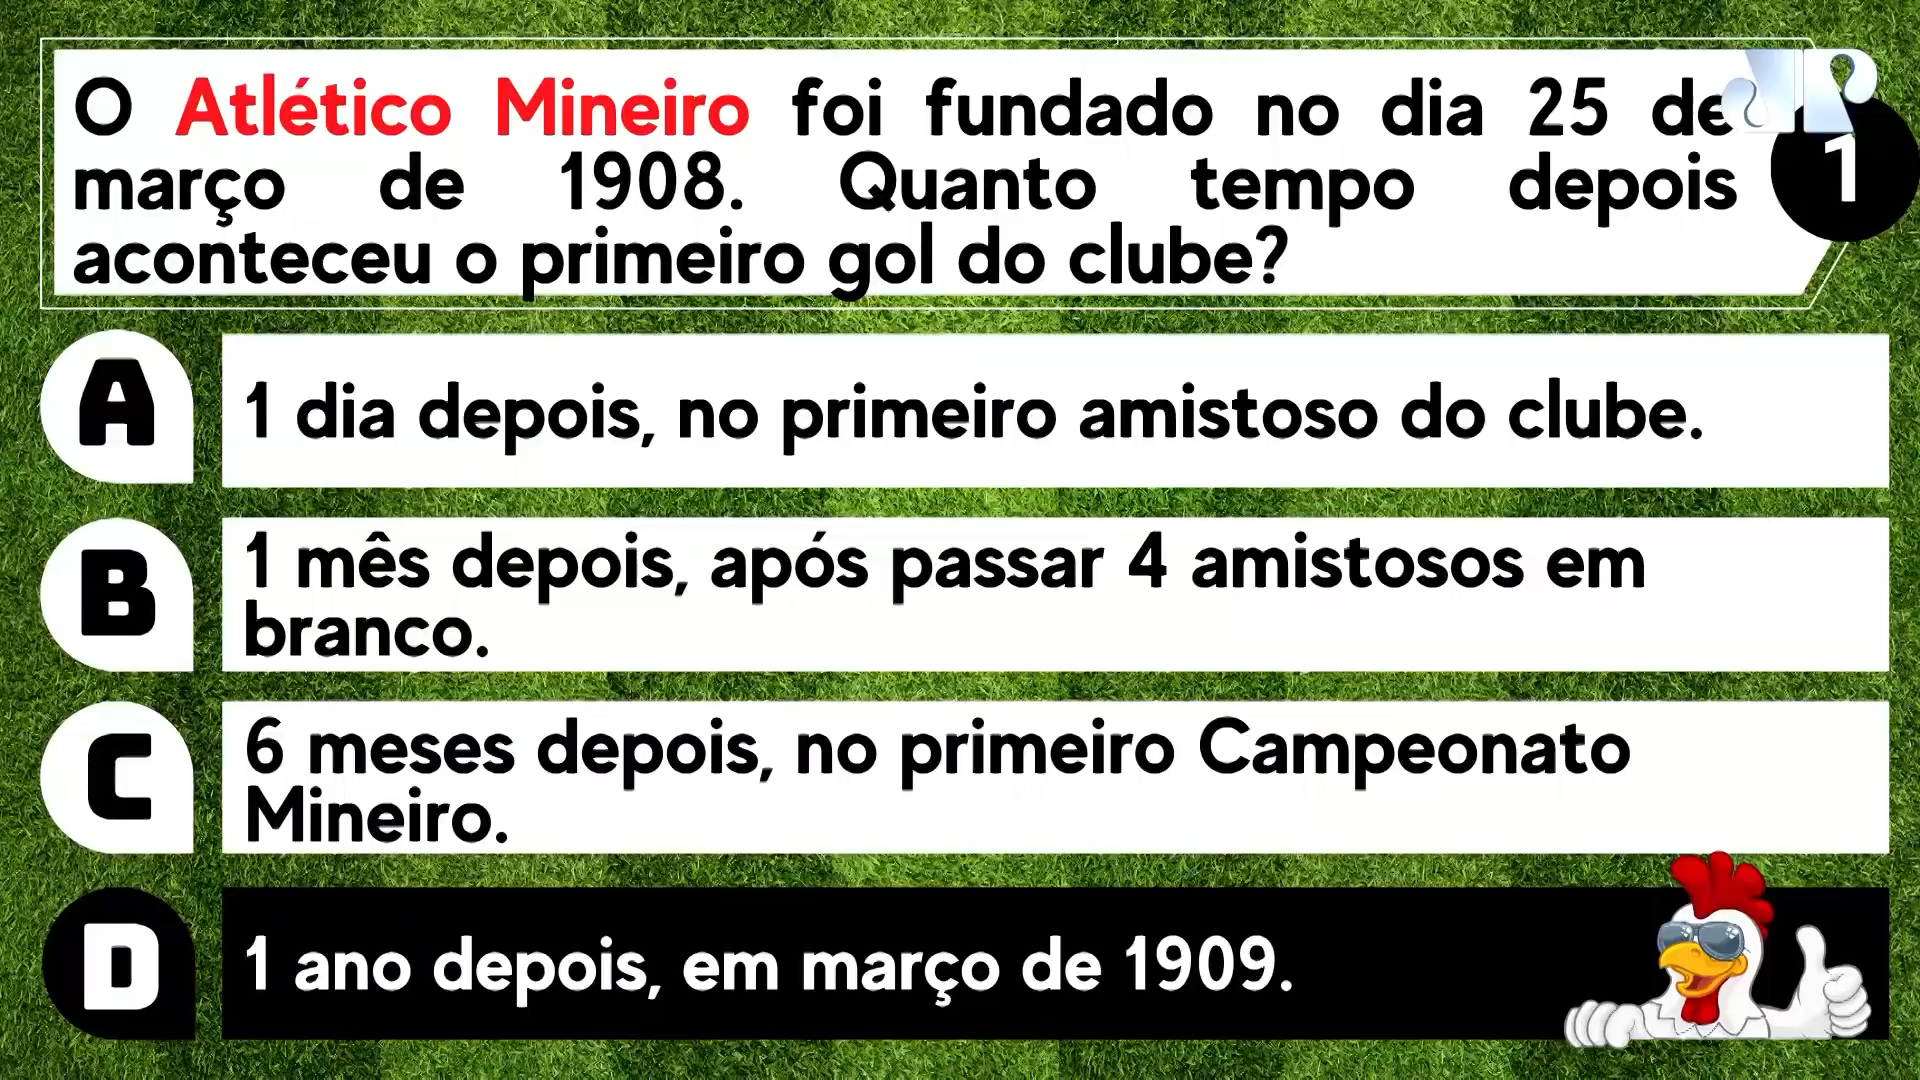 O Atlético Mineiro foi fundado no dia 25 de
março de 1908. Quanto tempo depois
aconteceu o primeiro gol do clube?
1
A
1 dia depois, no primeiro amistoso do clube.
B
1 mês depois, após passar 4 amistosos em
branco.
C
6 meses depois, no primeiro Campeonato
Mineiro.
D
1 ano depois, em março de 1909.